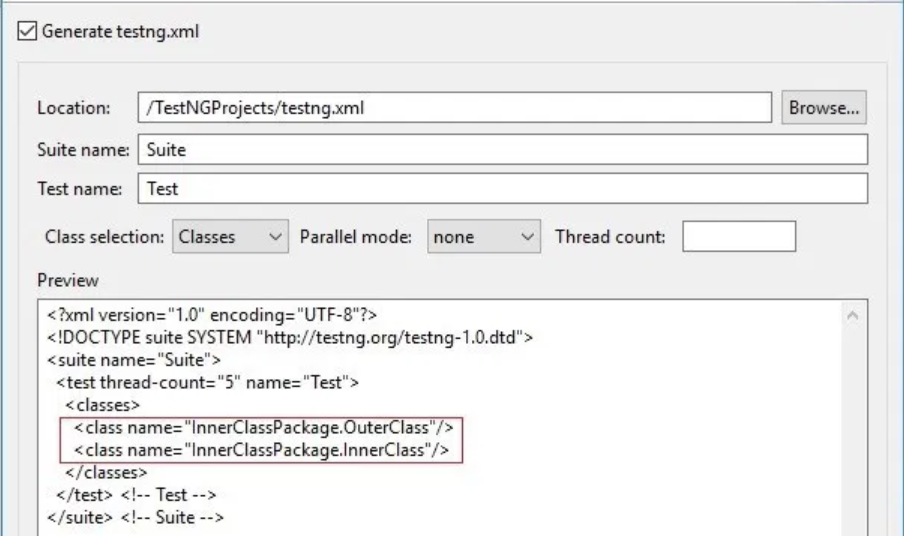 Generate testng.xml
Location: /TestNGProjects/testng.xml Browse...
Suite name: Suite
Test name: Test
Class selection: Classes Parallel mode: none Thread count:
Preview
<?xml version="1.0" encoding="UTF-8"?>
<!DOCTYPE suite SYSTEM "http://testng.org/testng-1.0.dtd">
<suite name="Suite">
<test thread-count="5" name="Test">
<classes>
<class name="InnerClassPackage.OuterClass"/>
<class name="InnerClassPackage.InnerClass"/>
</classes>
</test> <!-- Test -->
</suite> <!-- Suite -->